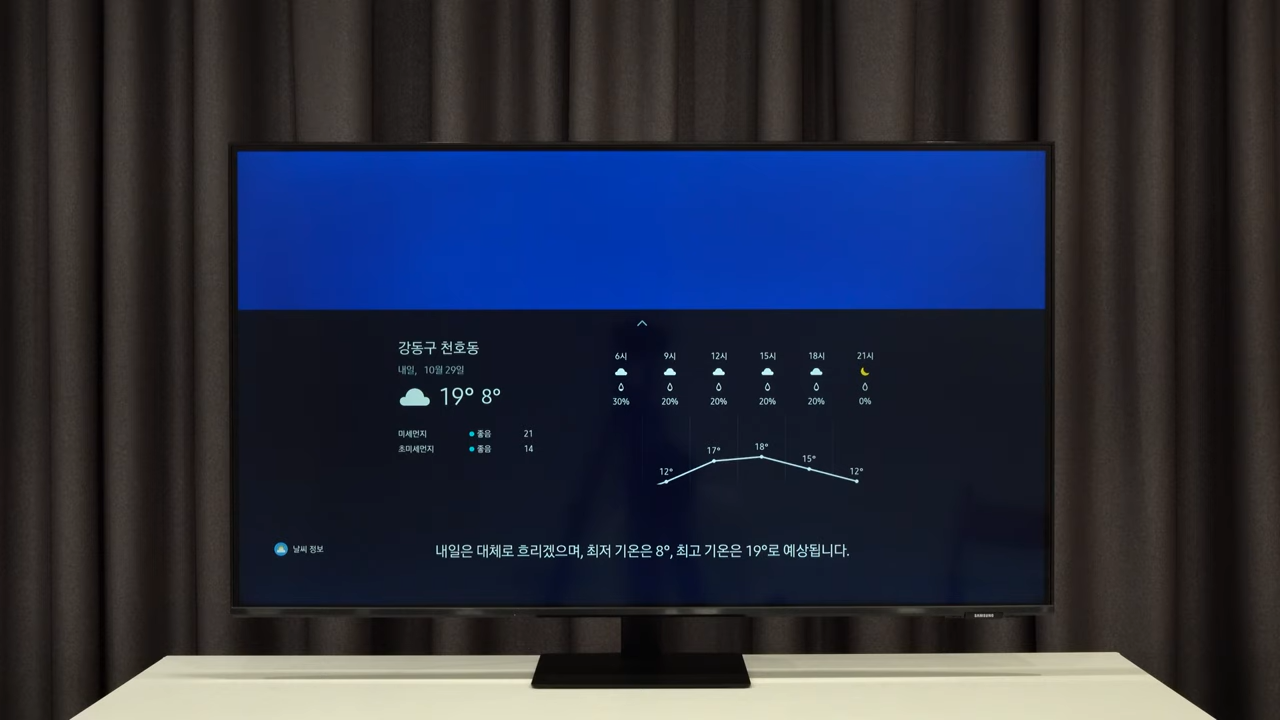 강동구 천호동
내일, 10월 29일
19° 8°
미세먼지 좋음 21
초미세먼지 좋음 14
6시 9시 12시 15시 18시 21시
30% 20% 20% 20% 20% 0%
12° 17° 18° 15° 12°
날씨 정보
내일은 대체로 흐리겠으며, 최저 기온은 8°, 최고 기온은 19°로 예상됩니다.
SAMSUNG